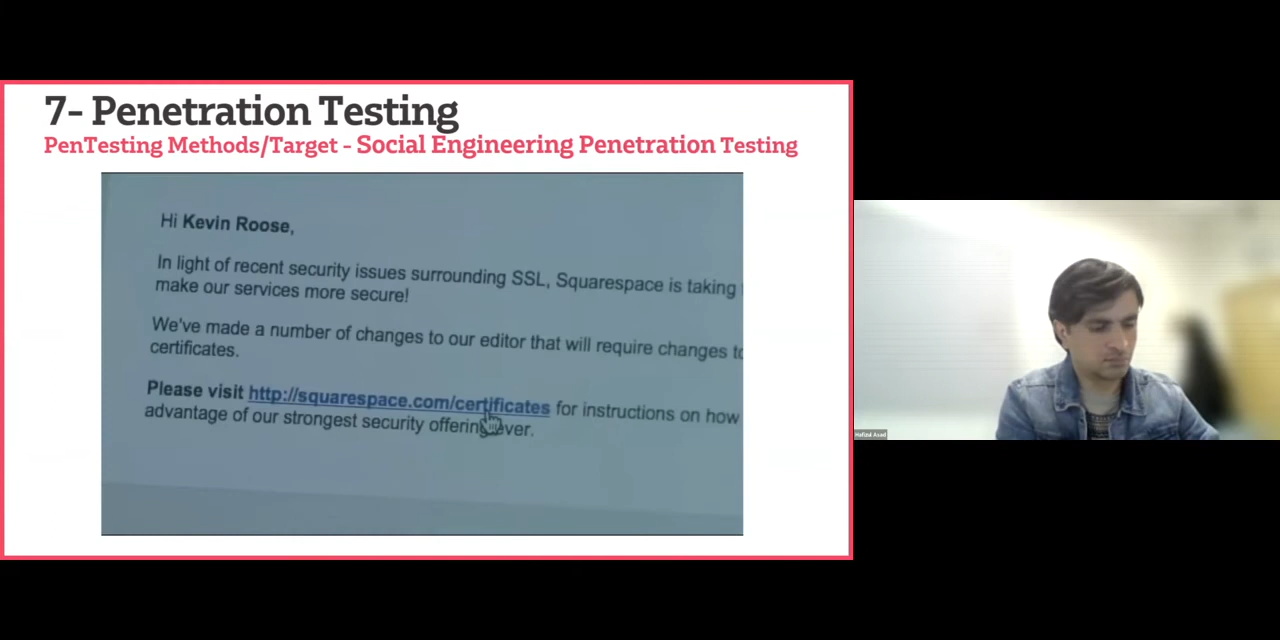 7- Penetration Testing
PenTesting Methods/Target - Social Engineering Penetration Testing
Hi Kevin Roose,
In light of recent security issues surrounding SSL, Squarespace is taking
make our services more secure!
We've made a number of changes to our editor that will require changes to
certificates.
Please visit http://squarespace.com/certificates for instructions on how
advantage of our strongest security offering ever.
Hafizul Asad